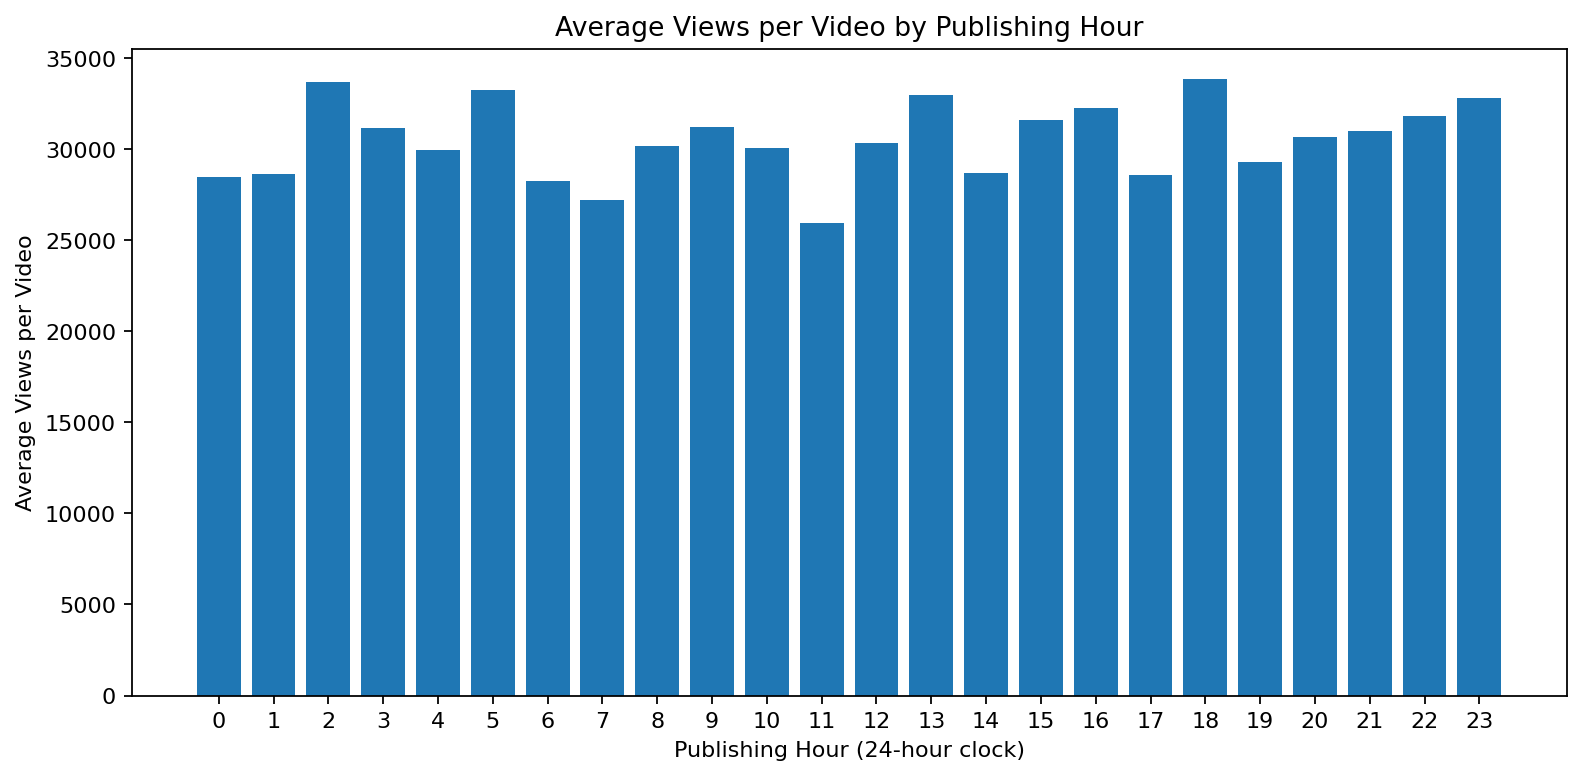 Average Views per Video by Publishing Hour
Average Views per Video
35000
30000
25000
20000
15000
10000
5000
0
0 1 2 3 4 5 6 7 8 9 10 11 12 13 14 15 16 17 18 19 20 21 22 23
Publishing Hour (24-hour clock)